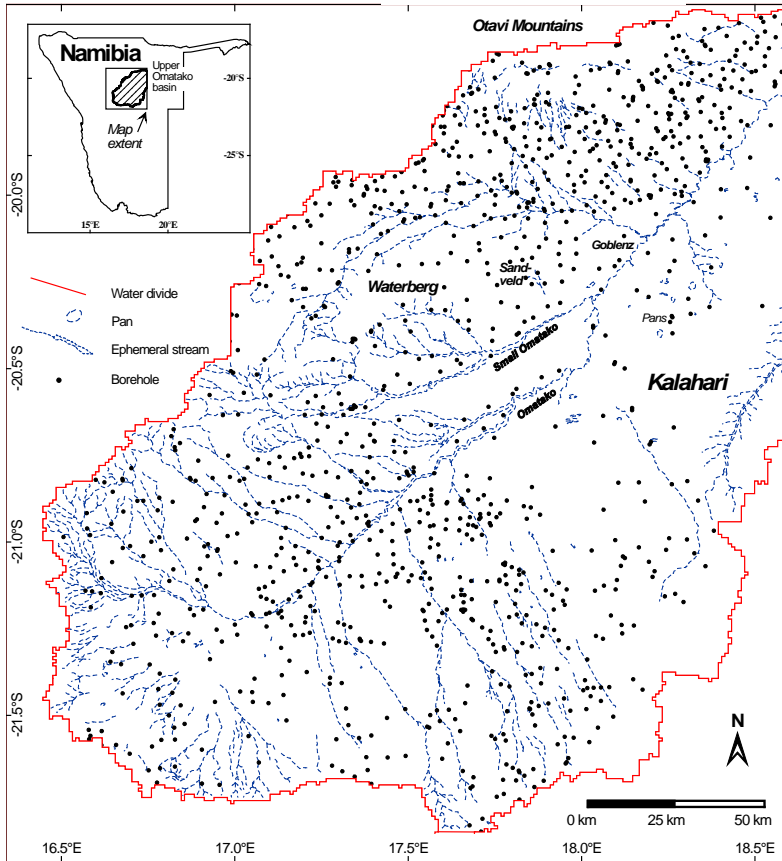 Otavi Mountains
Namibia
Upper
Omatako
basin
-20°S
Map
extent
-25°S
15°E
20°E
-20.0°S
Goblenz
Sand-
veld
Waterberg
Water divide
Pan
Pans
Ephemeral stream
Small Omatako
-20.5°S
Borehole
Kalahari
Omatako
-21.0°S
-21.5°S
N
0 km
25 km
50 km
16.5°E
17.0°E
17.5°E
18.0°E
18.5°E